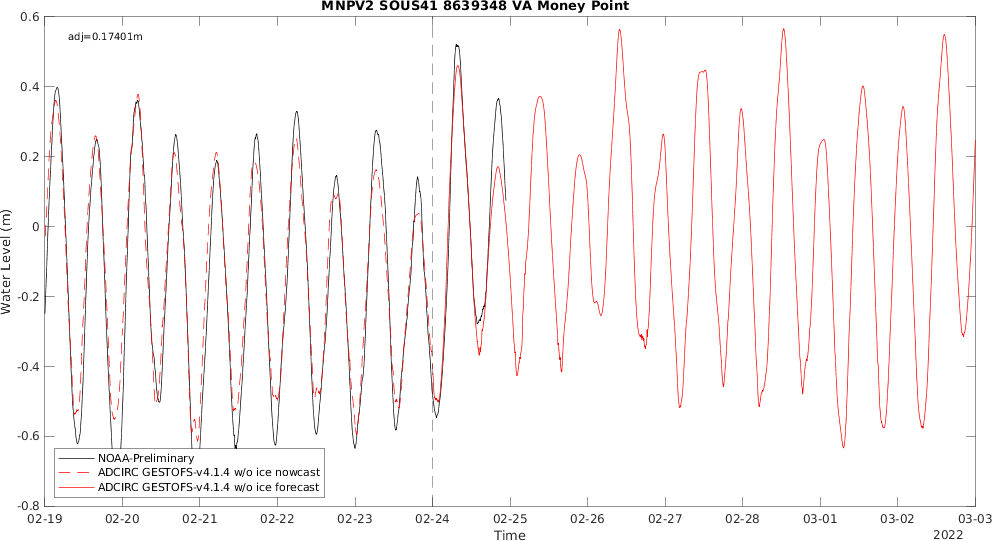 MNPV2 SOUS41 8639348 VA Money Point
adj=0.17401m
Water Level (m)
0.6
0.4
0.2
0
-0.2
-0.4
-0.6
-0.8
NOAA-Preliminary
ADCIRC GESTOFS-v4.1.4 w/o ice nowcast
ADCIRC GESTOFS-v4.1.4 w/o ice forecast
02-19 02-20 02-21 02-22 02-23 02-24 02-25 02-26 02-27 02-28 03-01 03-02 03-03
Time
2022